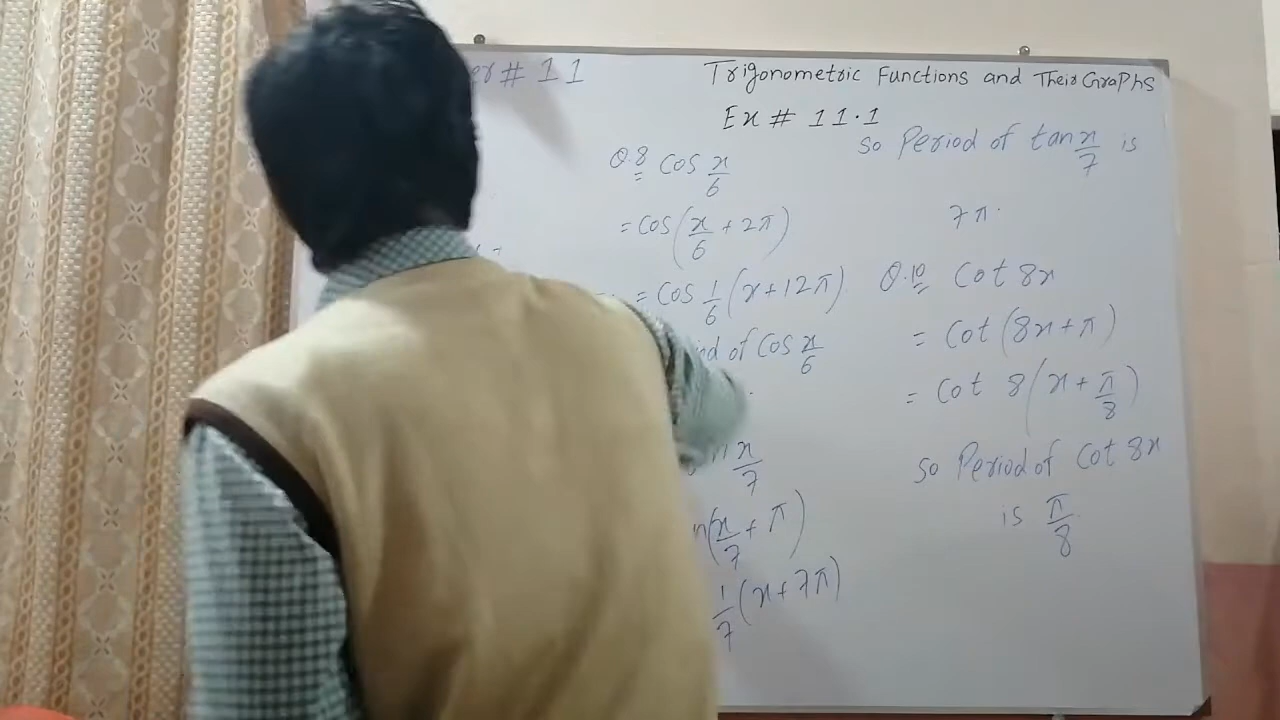 # 11
Trigonometric Functions and Their Graphs
Ex # 11.1
Q.8 Cos x/6
= Cos(x/6 + 2π)
= Cos 1/6 (x+12π)
of Cos x/6
x/7
(x/7 + π)
1/7 (x+7π)
so Period of tan x/7 is
7π.
Q.10 Cot 8x
= Cot (8x+π)
= Cot 8(x+π/8)
so Period of Cot 8x
is π/8.